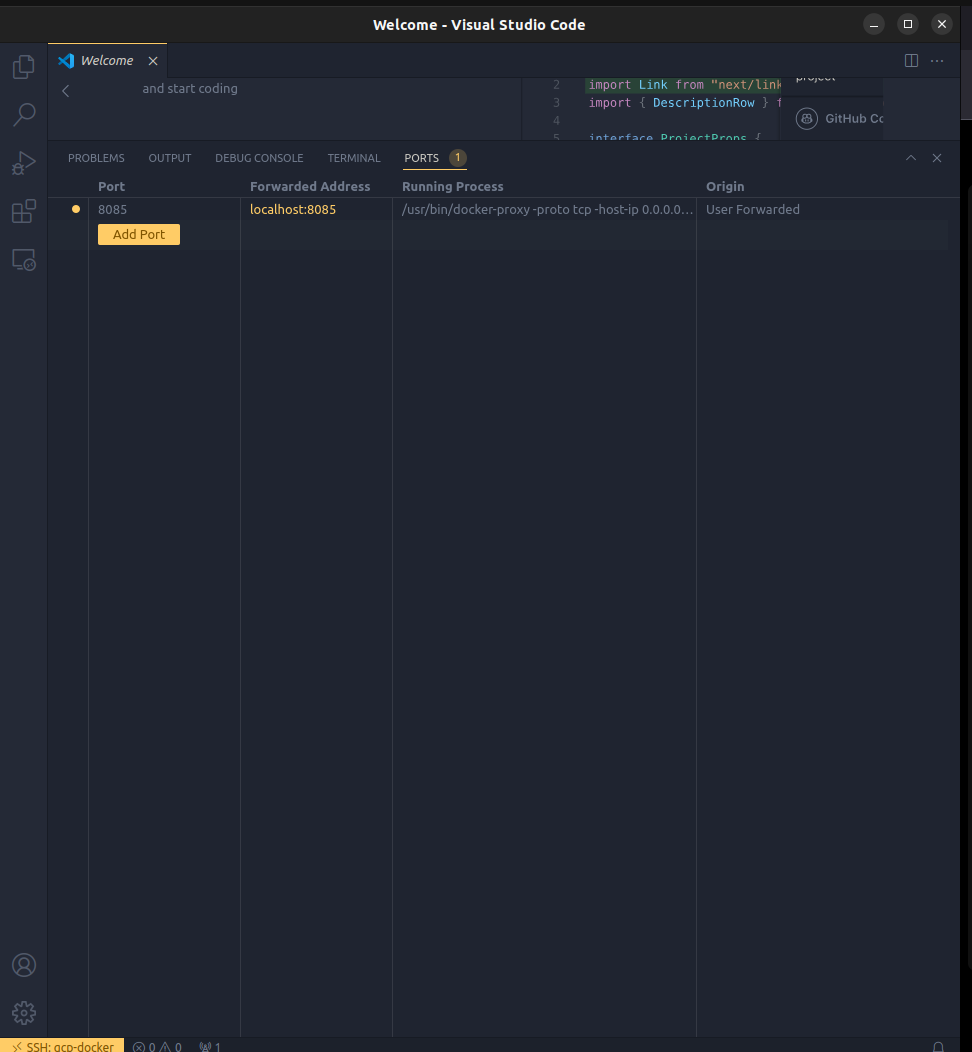 Welcome - Visual Studio Code
Welcome
and start coding
2 import Link from "next/link
3 import { DescriptionRow } f
4
5 interface ProjectProps {
project
GitHub Co
PROBLEMS OUTPUT DEBUG CONSOLE TERMINAL PORTS 1
Port Forwarded Address Running Process Origin
8085 localhost:8085 /usr/bin/docker-proxy -proto tcp -host-ip 0.0.0.0… User Forwarded
Add Port
SSH: gcp-docker 0 0 1